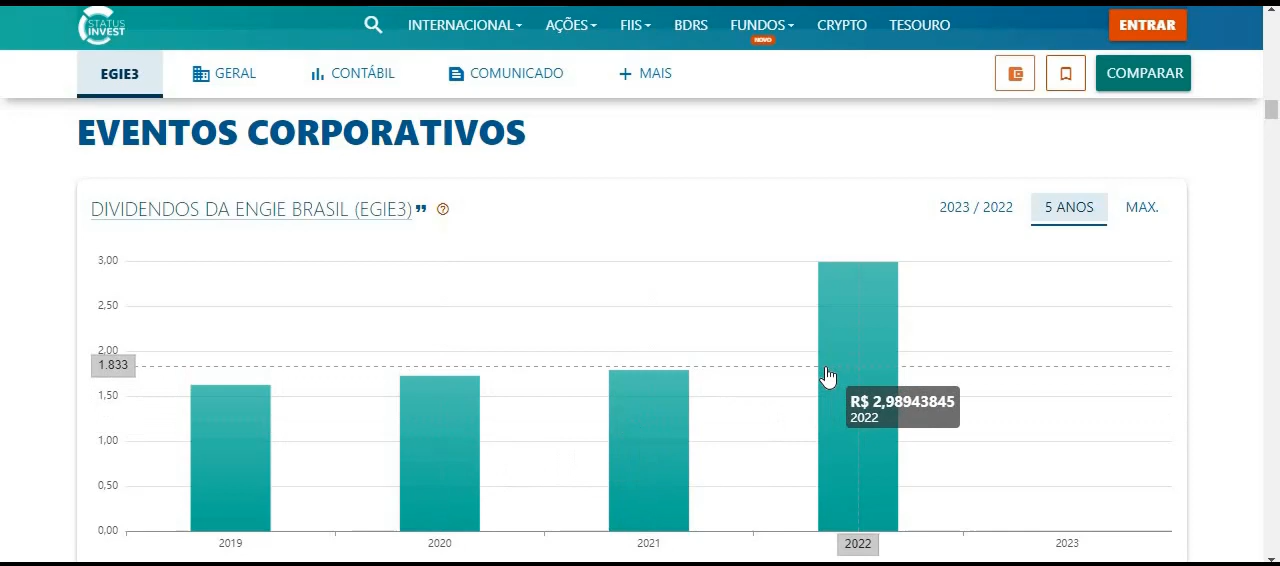 STATUS
INVEST
INTERNACIONAL
AÇÕES
FIIS
BDRS
FUNDOS
NOVO
CRYPTO
TESOURO
ENTRAR
EGIE3
GERAL
CONTÁBIL
COMUNICADO
+ MAIS
COMPARAR
EVENTOS CORPORATIVOS
DIVIDENDOS DA ENGIE BRASIL (EGIE3) ?
2023 / 2022
5 ANOS
MAX.
3,00
2,50
2,00
1.833
1,50
1,00
0,50
0,00
R$ 2,98943845
2022
2019
2020
2021
2022
2023